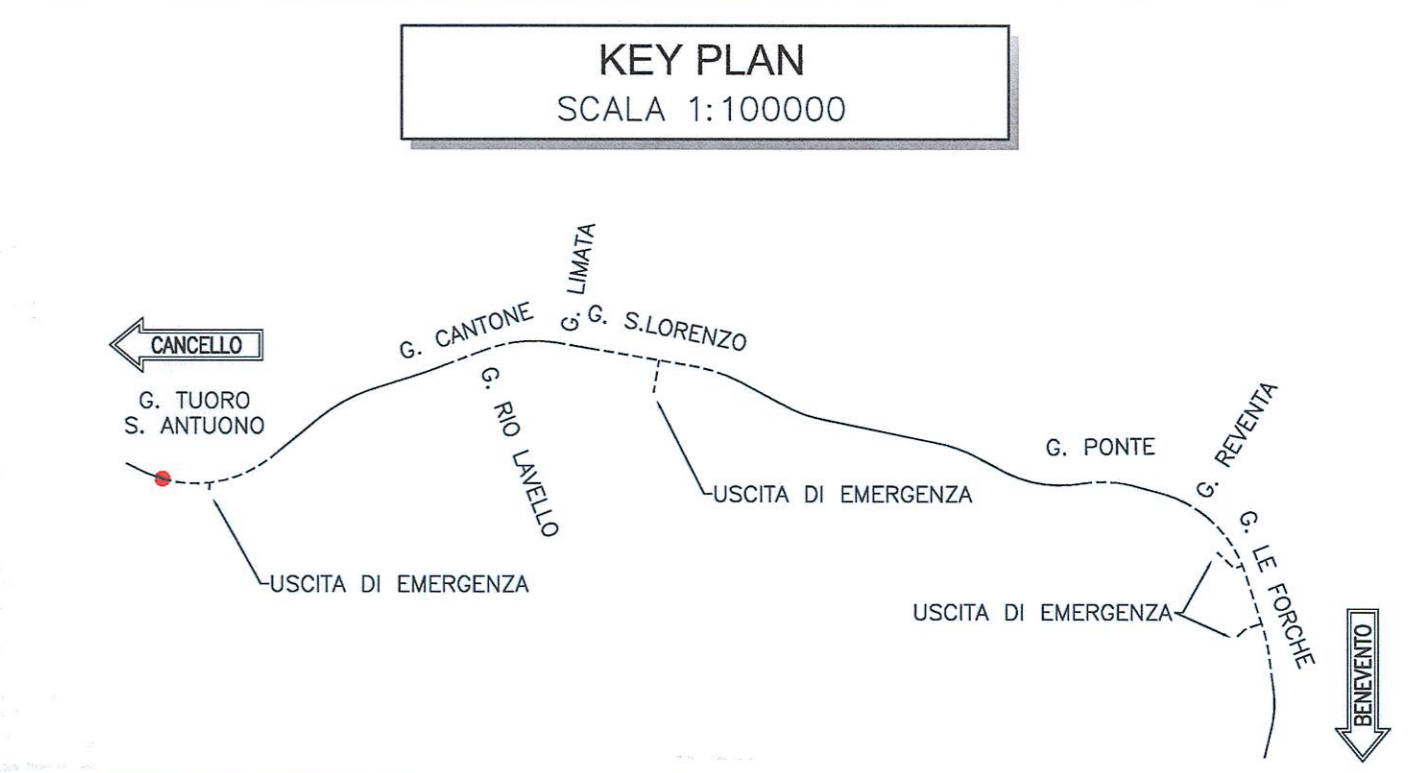 KEY PLAN
SCALA 1:100000
G. LIMATA
G. CANTONE
G. S.LORENZO
CANCELLO
G. TUORO
S. ANTUONO
G. RIO LAVELLO
G. PONTE
G. REVENTA
USCITA DI EMERGENZA
G. LE FORCHE
USCITA DI EMERGENZA
USCITA DI EMERGENZA
BENEVENTO